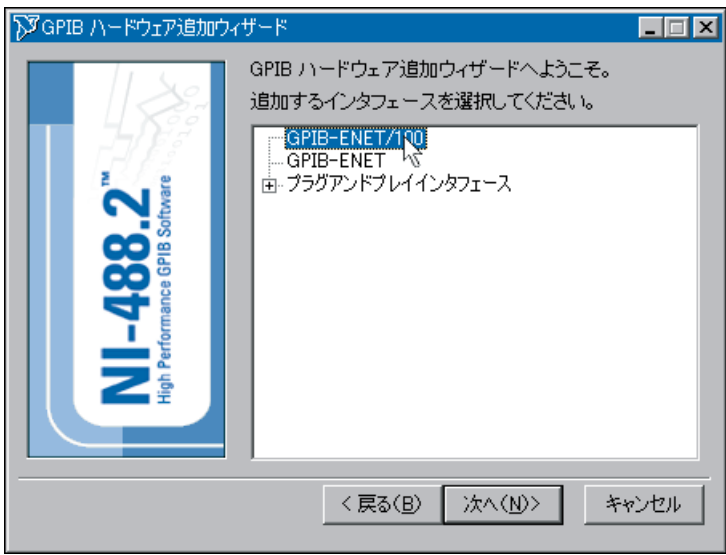 GPIB ハードウェア追加ウィザード
GPIB ハードウェア追加ウィザードへようこそ。
追加するインタフェースを選択してください。
GPIB-ENET/100
GPIB-ENET
プラグアンドプレイインタフェース
NI-488.2™
High Performance GPIB Software
< 戻る(B)
次へ(N)>
キャンセル